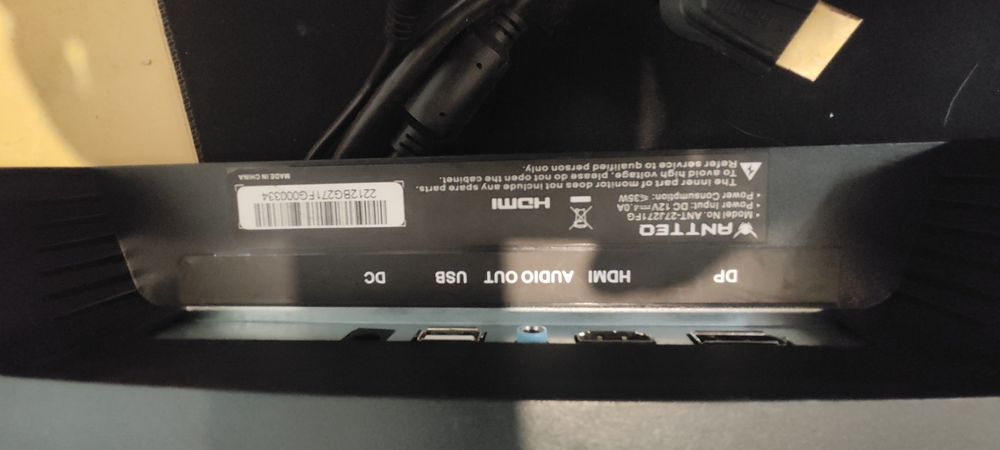 DP HDMI AUDIO OUT USB DC
ANTTEQ
• Model No. ANT-27J271FG
• Power Input: DC 12V⎓4.0A
• Power Consumption: ≤35W
The inner part of monitor does not include any spare parts.
To avoid high voltage, please do not open the cabinet.
Refer service to qualified person only.
HDMI
2212BG271FG000334
MADE IN CHINA